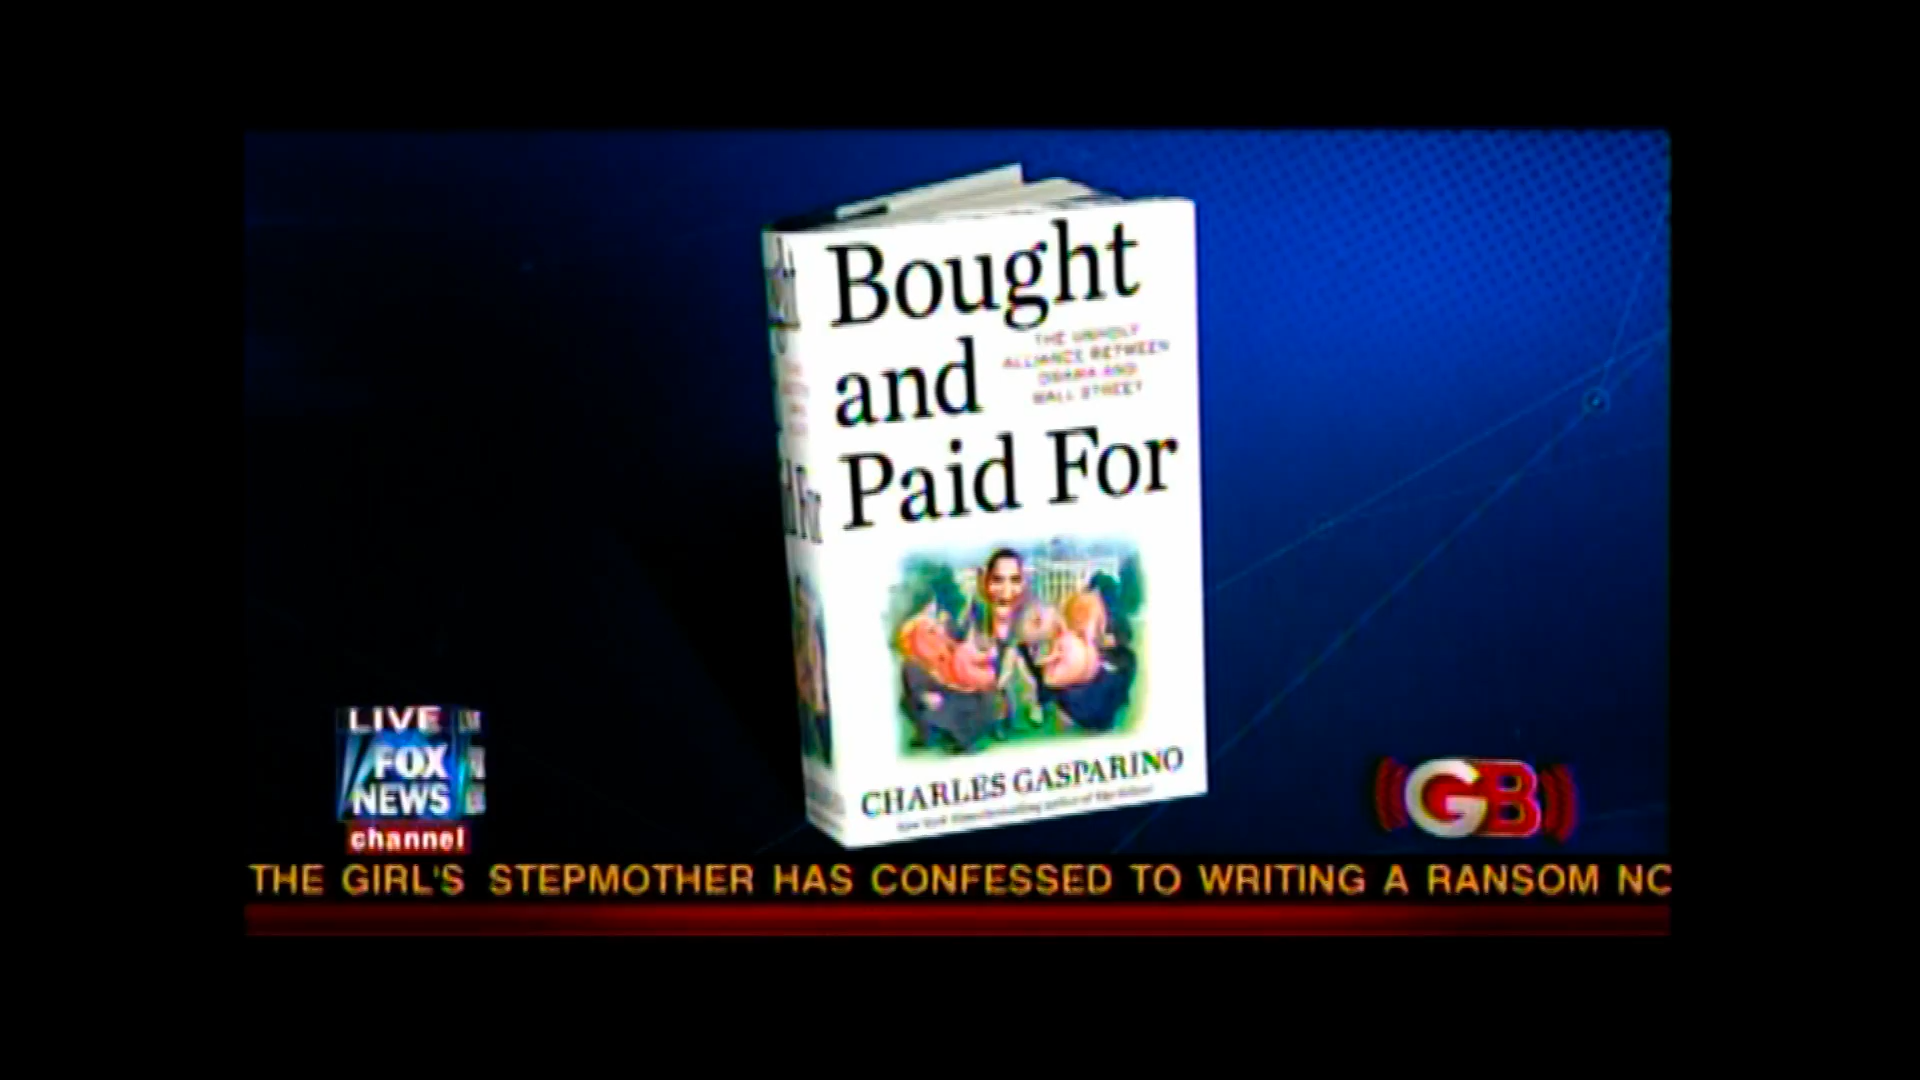 Bought
and
Paid For
THE UNHOLY
ALLIANCE BETWEEN
OBAMA AND
WALL STREET
CHARLES GASPARINO
LIVE
FOX
NEWS
channel
GB
THE GIRL'S STEPMOTHER HAS CONFESSED TO WRITING A RANSOM NO